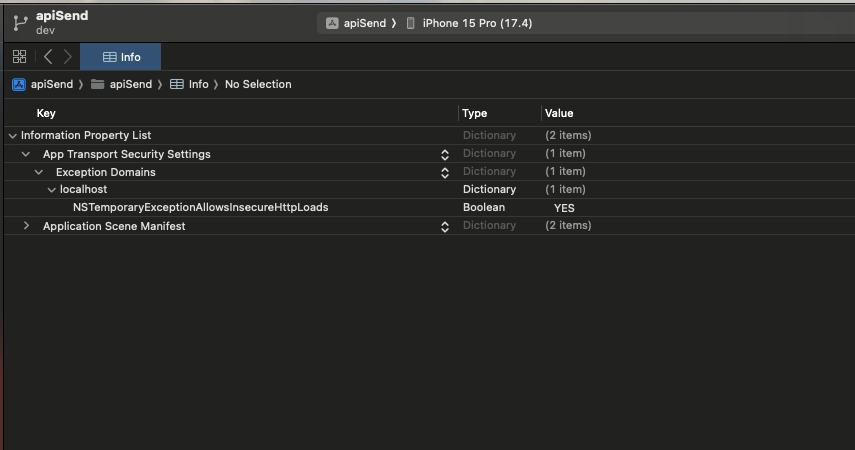 apiSend
dev
apiSend 〉 iPhone 15 Pro (17.4)
Info
apiSend 〉 apiSend 〉 Info 〉 No Selection
Key Type Value
Information Property List Dictionary (2 items)
App Transport Security Settings Dictionary (1 item)
Exception Domains Dictionary (1 item)
localhost Dictionary (1 item)
NSTemporaryExceptionAllowsInsecureHttpLoads Boolean YES
Application Scene Manifest Dictionary (2 items)